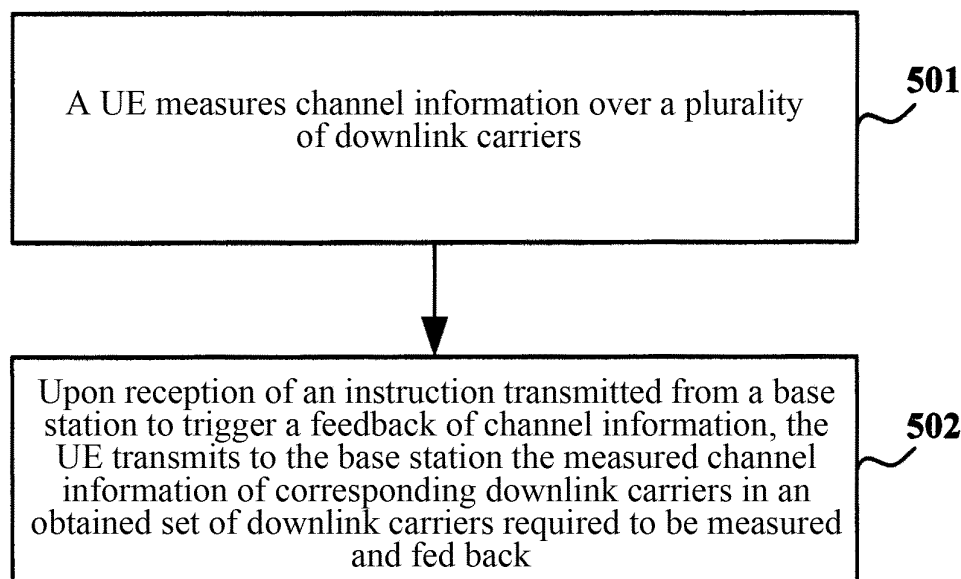 A UE measures channel information over a plurality
of downlink carriers
501
Upon reception of an instruction transmitted from a base
station to trigger a feedback of channel information, the
UE transmits to the base station the measured channel
information of corresponding downlink carriers in an
obtained set of downlink carriers required to be measured
and fed back
502